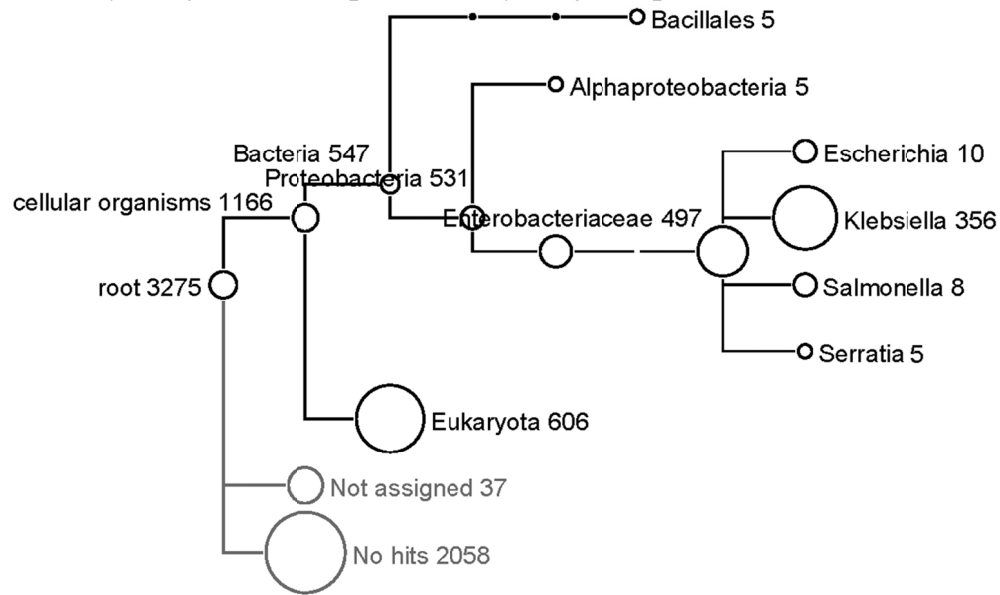 Bacillales 5
Alphaproteobacteria 5
Bacteria 547
Escherichia 10
Proteobacteria 531
cellular organisms 1166
Enterobacteriaceae 497
Klebsiella 356
root 3275
Salmonella 8
Serratia 5
Eukaryota 606
Not assigned 37
No hits 2058